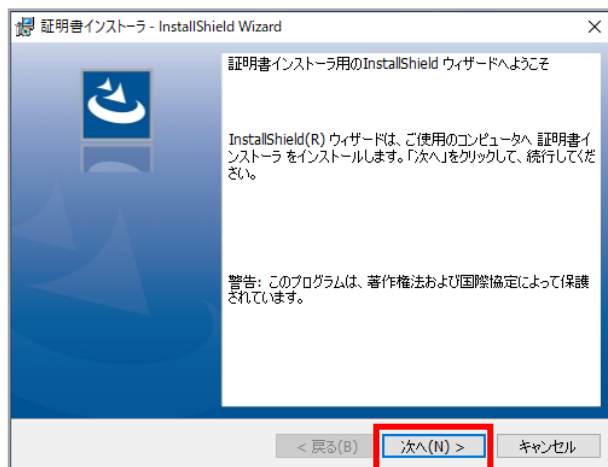 証明書インストーラ - InstallShield Wizard
証明書インストーラ用のInstallShield ウィザードへようこそ
InstallShield(R) ウィザードは、ご使用のコンピュータへ 証明書イ
ンストーラ をインストールします。「次へ」をクリックして、続行してくだ
さい。
警告: このプログラムは、著作権法および国際協定によって保護
されています。
< 戻る(B)
次へ(N) >
キャンセル